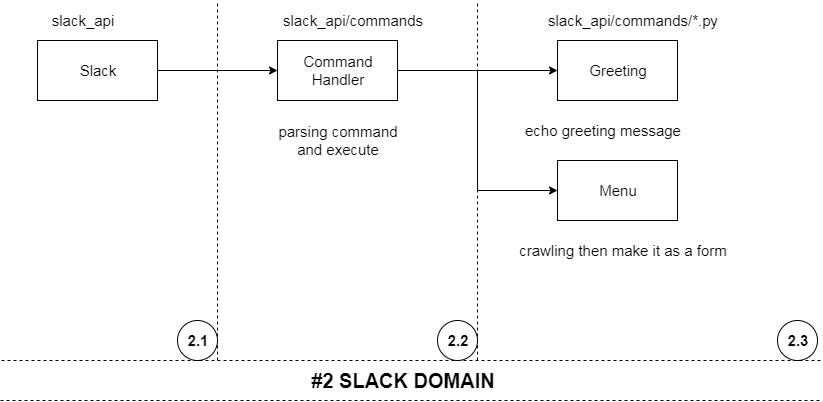 slack_api
slack_api/commands
slack_api/commands/*.py
Slack
Command
Handler
Greeting
parsing command
and execute
echo greeting message
Menu
crawling then make it as a form
2.1
2.2
2.3
#2 SLACK DOMAIN